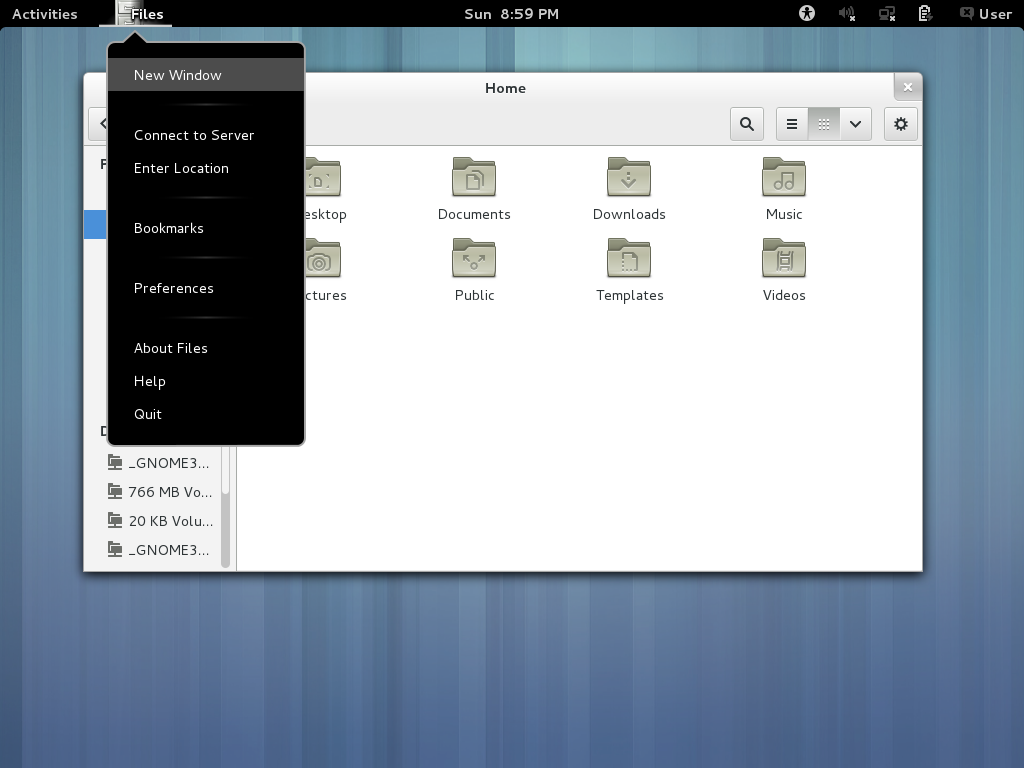 Activities
Files
Sun 8:59 PM
User
New Window
Connect to Server
Enter Location
Bookmarks
Preferences
About Files
Help
Quit
Home
esktop
Documents
Downloads
Music
ctures
Public
Templates
Videos
_GNOME3...
766 MB Vo...
20 KB Volu...
_GNOME3...